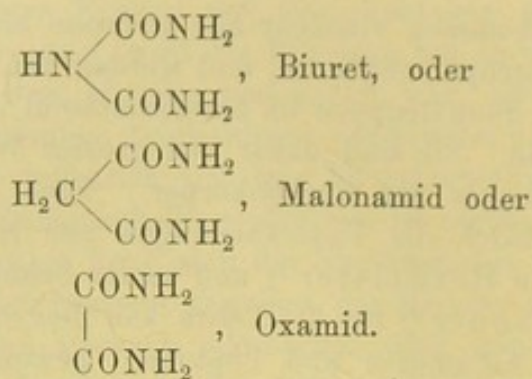 CONH₂
HN , Biuret, oder
CONH₂
CONH₂
H₂C , Malonamid oder
CONH₂
CONH₂
, Oxamid.
CONH₂